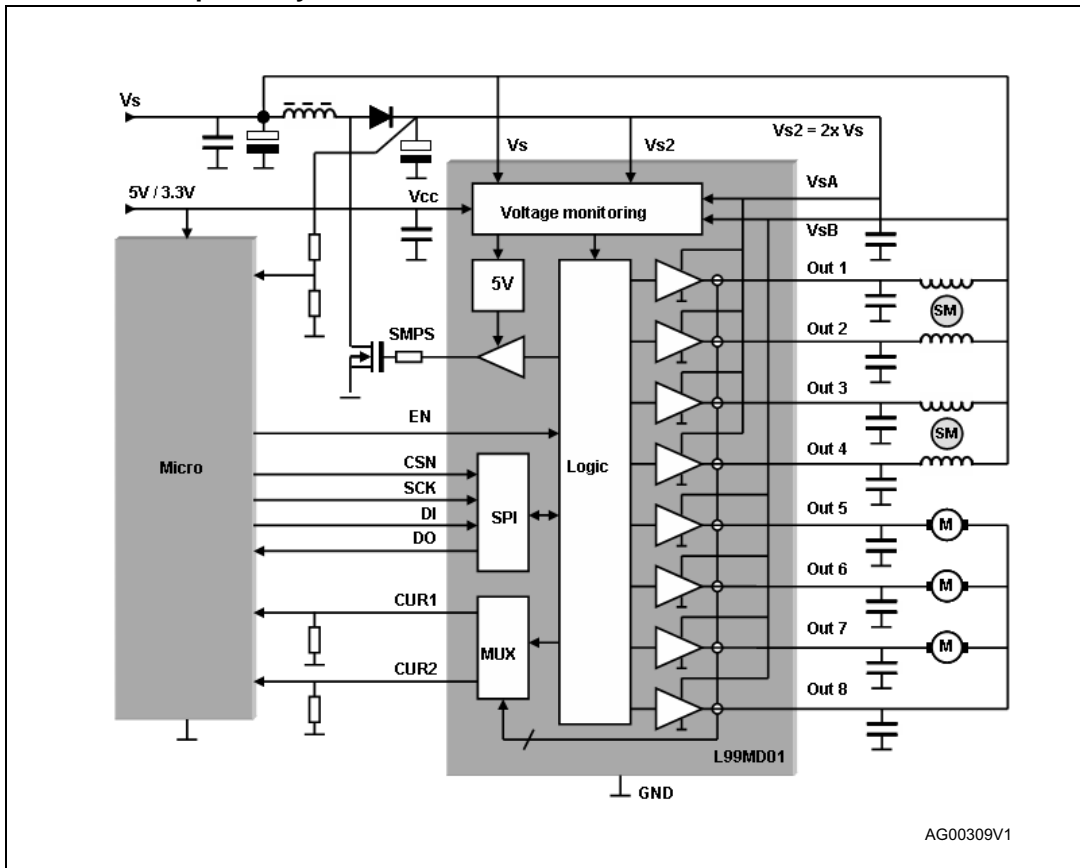 Vs
Vs
Vs2
Vs2 = 2x Vs
5V / 3.3V
Vcc
Voltage monitoring
VsA
VsB
5V
SMPS
Out 1
SM
Out 2
Out 3
SM
Out 4
EN
Micro
Logic
CSN
SCK
DI
DO
SPI
Out 5
M
Out 6
M
Out 7
M
Out 8
CUR1
MUX
CUR2
L99MD01
GND
AG00309V1